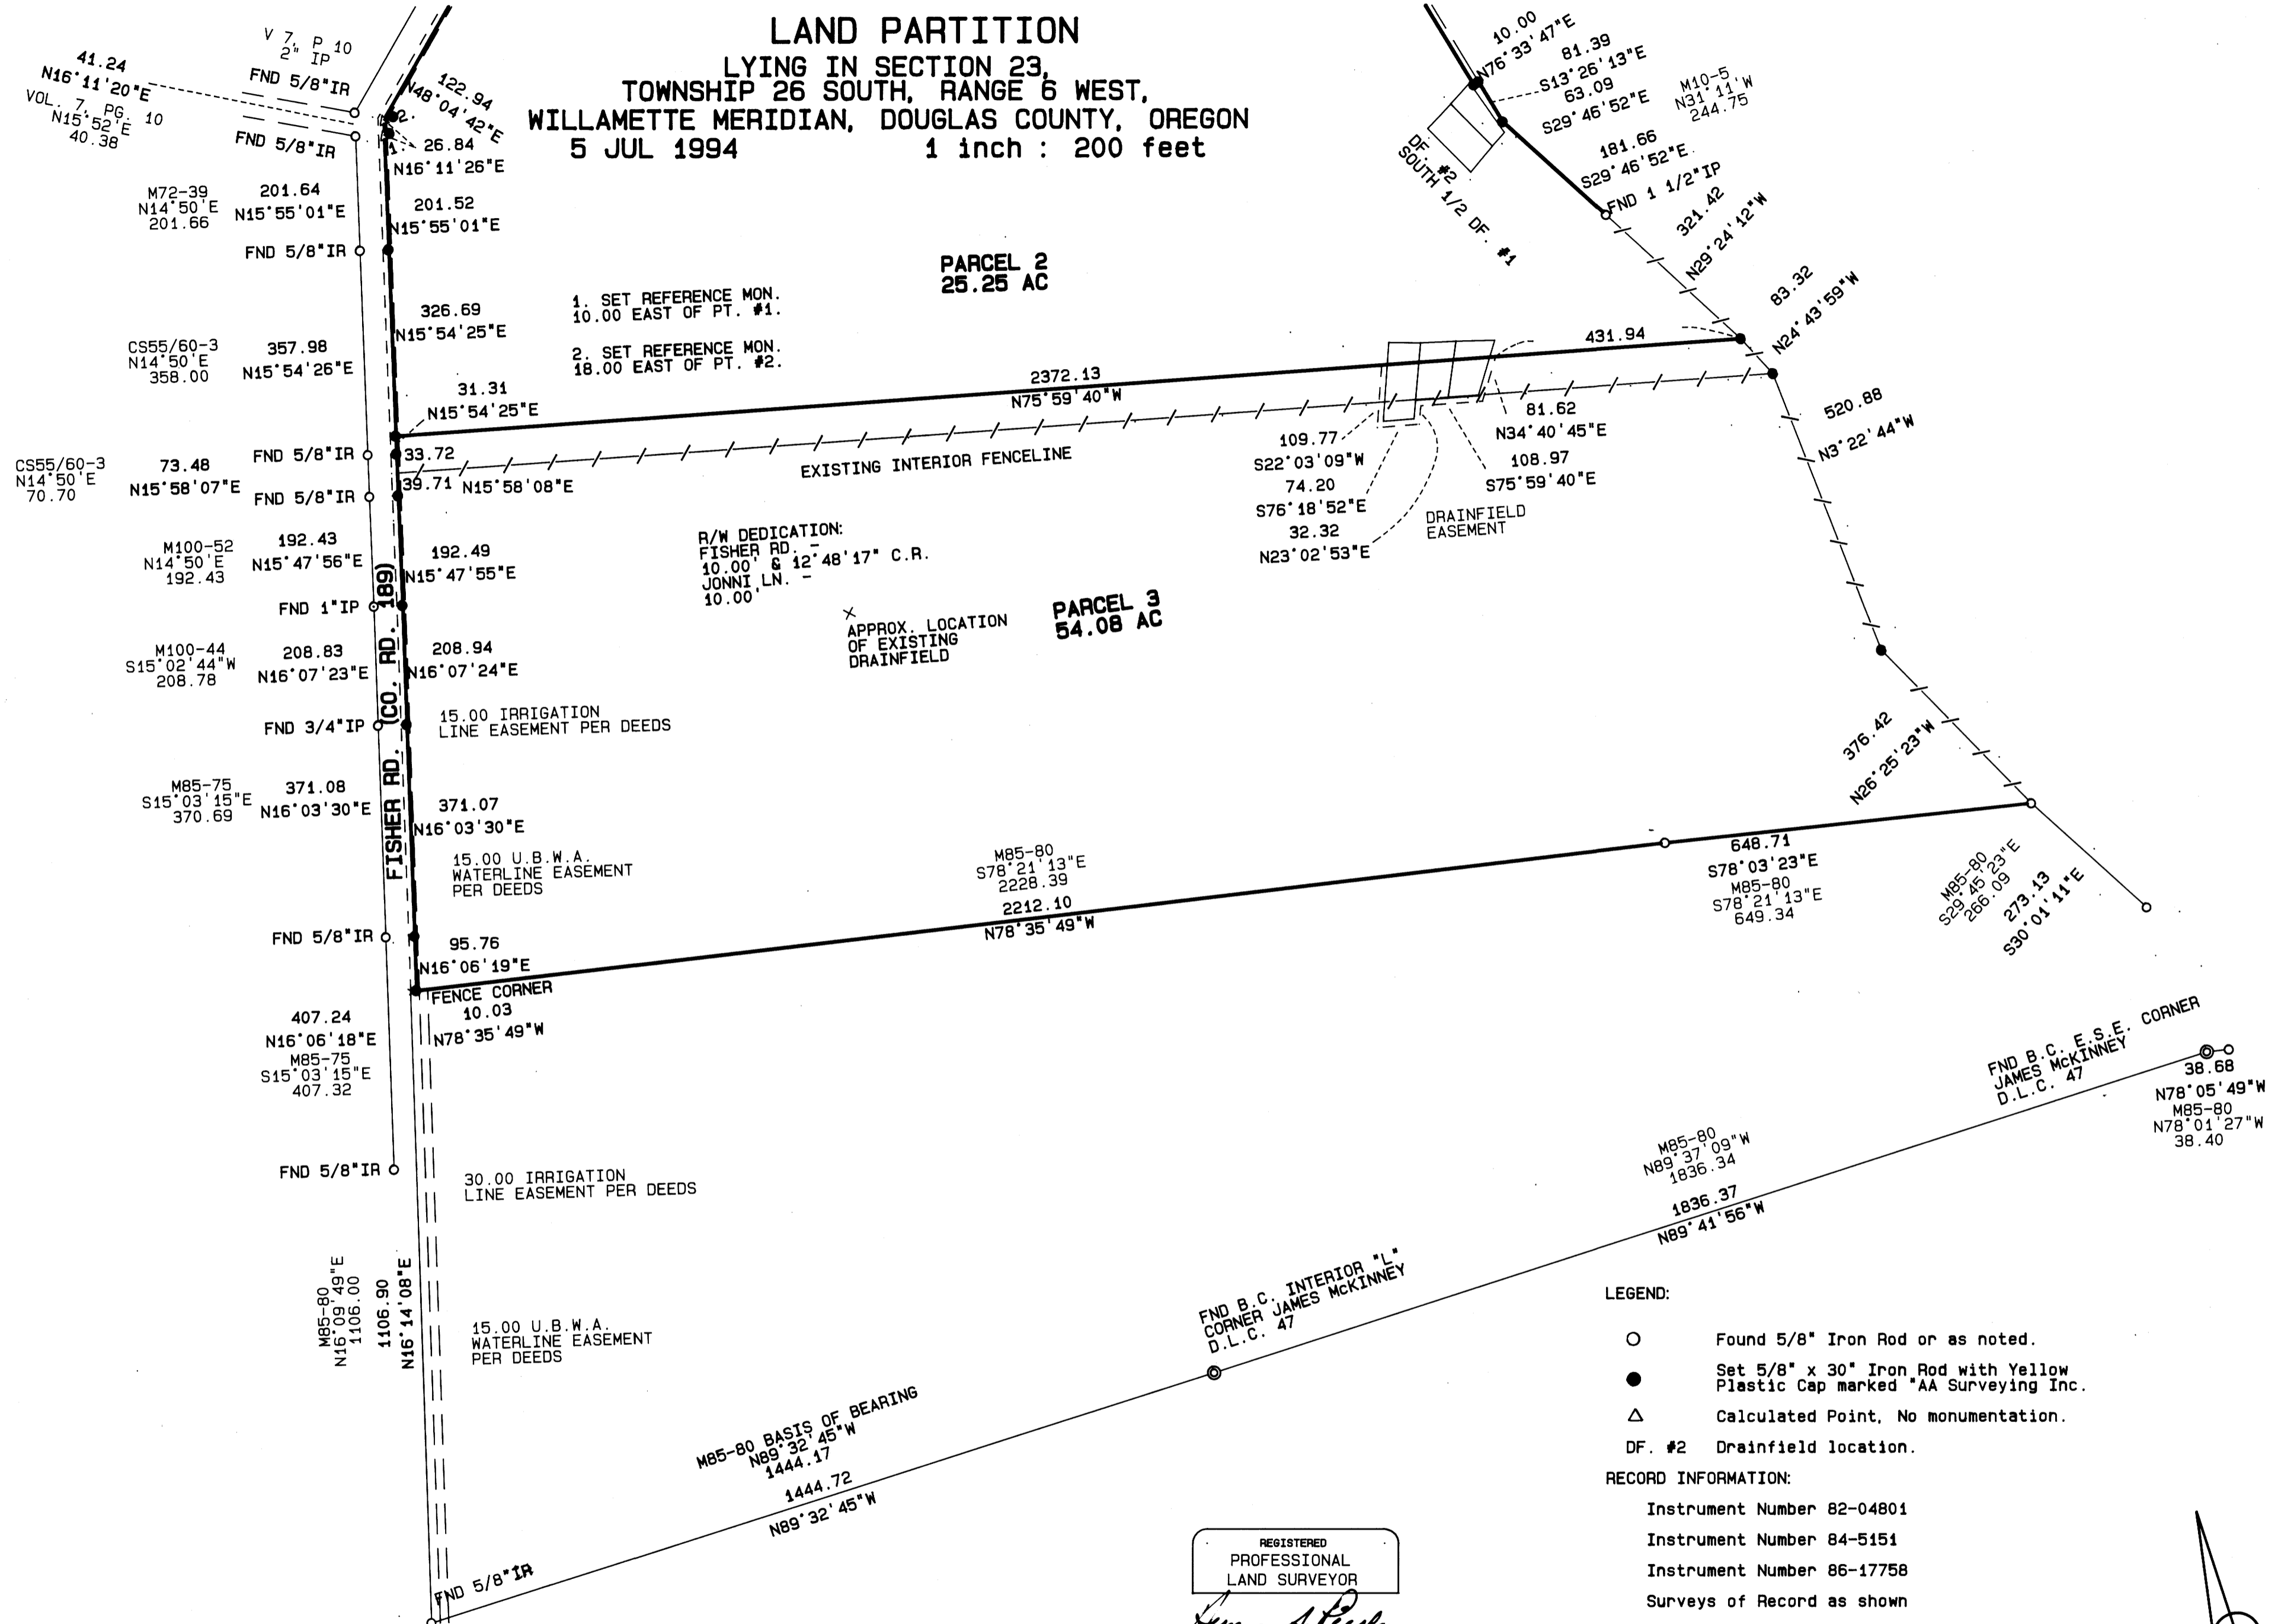 LAND PARTITION
LYING IN SECTION 23,
TOWNSHIP 26 SOUTH, RANGE 6 WEST,
WILLAMETTE MERIDIAN, DOUGLAS COUNTY, OREGON
5 JUL 1994 1 inch : 200 feet
V 7, P 10
2" IP
FND 5/8"IR
41.24
N16°11'20"E
VOL. 7, PG. 10
N15°52'E
40.38
FND 5/8"IR
122.94
N48°04'42"E
2.
1.
26.84
N16°11'26"E
M72-39
N14°50'E
201.66
201.64
N15°55'01"E
201.52
N15°55'01"E
FND 5/8"IR
326.69
N15°54'25"E
CS55/60-3
N14°50'E
358.00
357.98
N15°54'26"E
31.31
N15°54'25"E
1. SET REFERENCE MON.
10.00 EAST OF PT. #1.
2. SET REFERENCE MON.
18.00 EAST OF PT. #2.
PARCEL 2
25.25 AC
10.00
N76°33'47"E
81.39
S13°26'13"E
63.09
S29°46'52"E
M10-5
N31°11'W
244.75
181.66
S29°46'52"E.
FND 1 1/2"IP
DF. #2
SOUTH 1/2 DF. #1
321.42
N29°24'12"W
83.32
N24°43'59"W
431.94
2372.13
N75°59'40"W
520.88
N3°22'44"W
FND 5/8"IR
33.72
CS55/60-3
N14°50'E
70.70
73.48
N15°58'07"E
FND 5/8"IR
39.71 N15°58'08"E
EXISTING INTERIOR FENCELINE
109.77
S22°03'09"W
74.20
S76°18'52"E
32.32
N23°02'53"E
81.62
N34°40'45"E
108.97
S75°59'40"E
DRAINFIELD
EASEMENT
M100-52
N14°50'E
192.43
192.43
N15°47'56"E
192.49
N15°47'55"E
R/W DEDICATION:
FISHER RD. -
10.00' & 12°48'17" C.R.
JONNI LN. -
10.00'
FND 1"IP
×
APPROX. LOCATION
OF EXISTING
DRAINFIELD
PARCEL 3
54.08 AC
M100-44
S15°02'44"W
208.78
208.83
N16°07'23"E
208.94
N16°07'24"E
FISHER RD. (CO. RD. 189)
FND 3/4"IP
15.00 IRRIGATION
LINE EASEMENT PER DEEDS
M85-75
S15°03'15"E
370.69
371.08
N16°03'30"E
371.07
N16°03'30"E
15.00 U.B.W.A.
WATERLINE EASEMENT
PER DEEDS
376.42
N26°25'23"W
M85-80
S78°21'13"E
2228.39
2212.10
N78°35'49"W
648.71
S78°03'23"E
M85-80
S78°21'13"E
649.34
M85-80
S29°45'23"E
266.09
273.13
S30°01'11"E
FND 5/8"IR
95.76
N16°06'19"E
FENCE CORNER
10.03
N78°35'49"W
407.24
N16°06'18"E
M85-75
S15°03'15"E
407.32
FND 5/8"IR
30.00 IRRIGATION
LINE EASEMENT PER DEEDS
FND B.C. E.S.E. CORNER
JAMES McKINNEY
D.L.C. 47
38.68
N78°05'49"W
M85-80
N78°01'27"W
38.40
M85-80
N89°37'09"W
1836.34
1836.37
N89°41'56"W
M85-80
N16°09'49"E
1106.00
1106.90
N16°14'08"E
15.00 U.B.W.A.
WATERLINE EASEMENT
PER DEEDS
FND B.C. INTERIOR "L"
CORNER JAMES McKINNEY
D.L.C. 47
M85-80 BASIS OF BEARING
N89°32'45"W
1444.17
1444.72
N89°32'45"W
FND 5/8"IR
LEGEND:
Found 5/8" Iron Rod or as noted.
Set 5/8" x 30" Iron Rod with Yellow
Plastic Cap marked "AA Surveying Inc.
Calculated Point, No monumentation.
DF. #2 Drainfield location.
RECORD INFORMATION:
Instrument Number 82-04801
Instrument Number 84-5151
Instrument Number 86-17758
Surveys of Record as shown
REGISTERED
PROFESSIONAL
LAND SURVEYOR